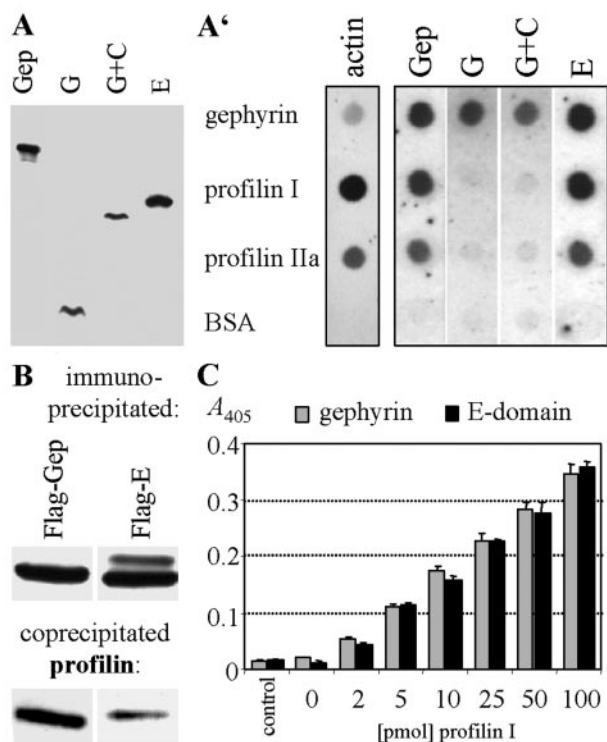 A
Gep
G
G+C
E
A'
actin
Gep
G
G+C
E
gephyrin
profilin I
profilin IIa
BSA
B
immuno-
precipitated:
Flag-Gep
Flag-E
coprecipitated
profilin:
C
A405 gephyrin E-domain
0.4
0.3
0.2
0.1
0
control 0 2 5 10 25 50 100
[pmol] profilin I